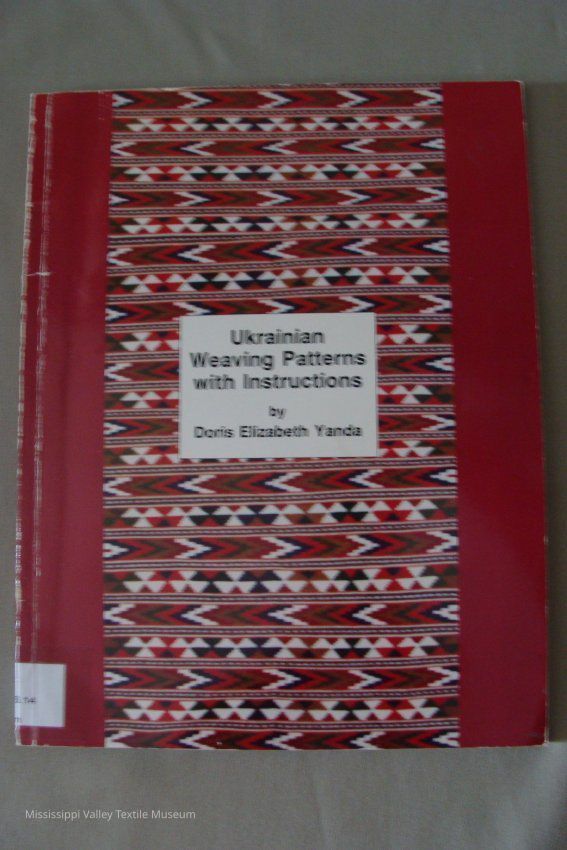 Ukrainian
Weaving Patterns
with Instructions
by
Doris Elizabeth Yanda
Mississippi Valley Textile Museum